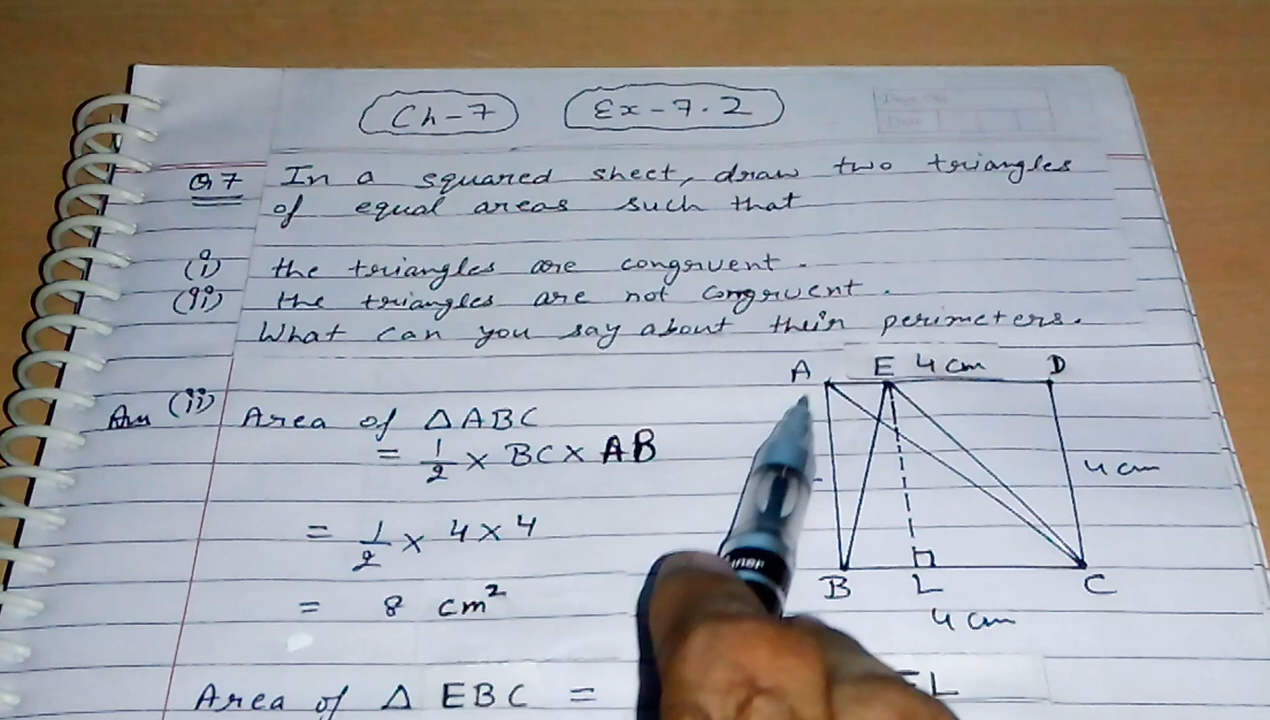 Ch-7 Ex-7.2
Q7 In a squared sheet, draw two triangles
of equal areas such that
(i) the triangles are congruent.
(ii) the triangles are not congruent.
What can you say about their perimeters.
A E 4 cm D
Ans (ii) Area of △ABC
= 1/2 × BC × AB
4 cm
= 1/2 × 4 × 4
B L C
= 8 cm²
4 cm
Area of △ EBC = EL